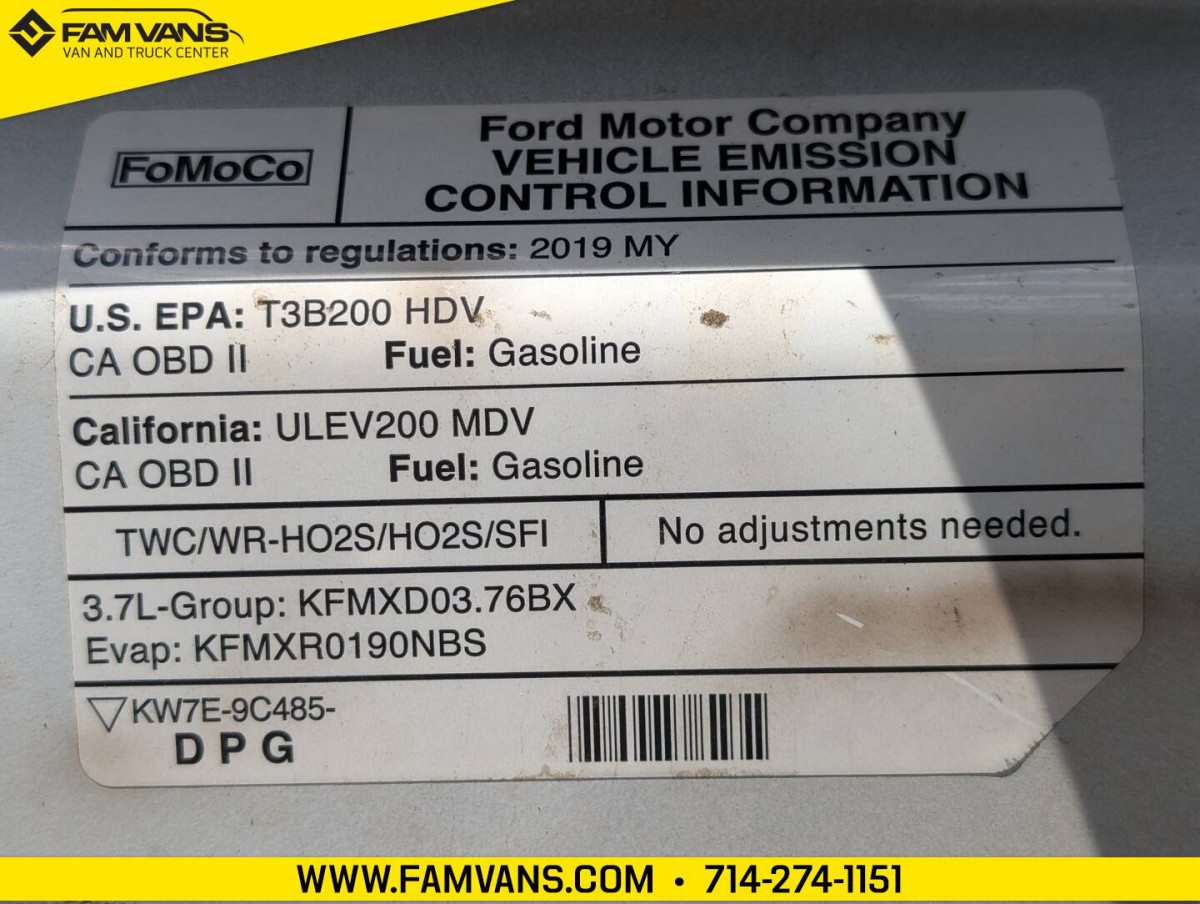 FAM VANS
VAN AND TRUCK CENTER
FoMoCo
Ford Motor Company
VEHICLE EMISSION
CONTROL INFORMATION
Conforms to regulations: 2019 MY
U.S. EPA: T3B200 HDV
CA OBD II Fuel: Gasoline
California: ULEV200 MDV
CA OBD II Fuel: Gasoline
TWC/WR-HO2S/HO2S/SFI
No adjustments needed.
3.7L-Group: KFMXD03.76BX
Evap: KFMXR0190NBS
KW7E-9C485-
D P G
WWW.FAMVANS.COM • 714-274-1151